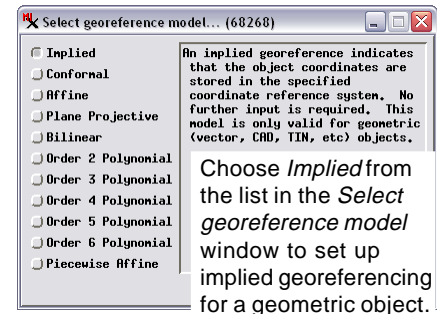 Select georeference model... (68268)
Implied
Conformal
Affine
Plane Projective
Bilinear
Order 2 Polynomial
Order 3 Polynomial
Order 4 Polynomial
Order 5 Polynomial
Order 6 Polynomial
Piecewise Affine
An implied georeference indicates
that the object coordinates are
stored in the specified
coordinate reference system. No
further input is required. This
model is only valid for geometric
(vector, CAD, TIN, etc) objects.
Choose Implied from
the list in the Select
georeference model
window to set up
implied georeferencing
for a geometric object.